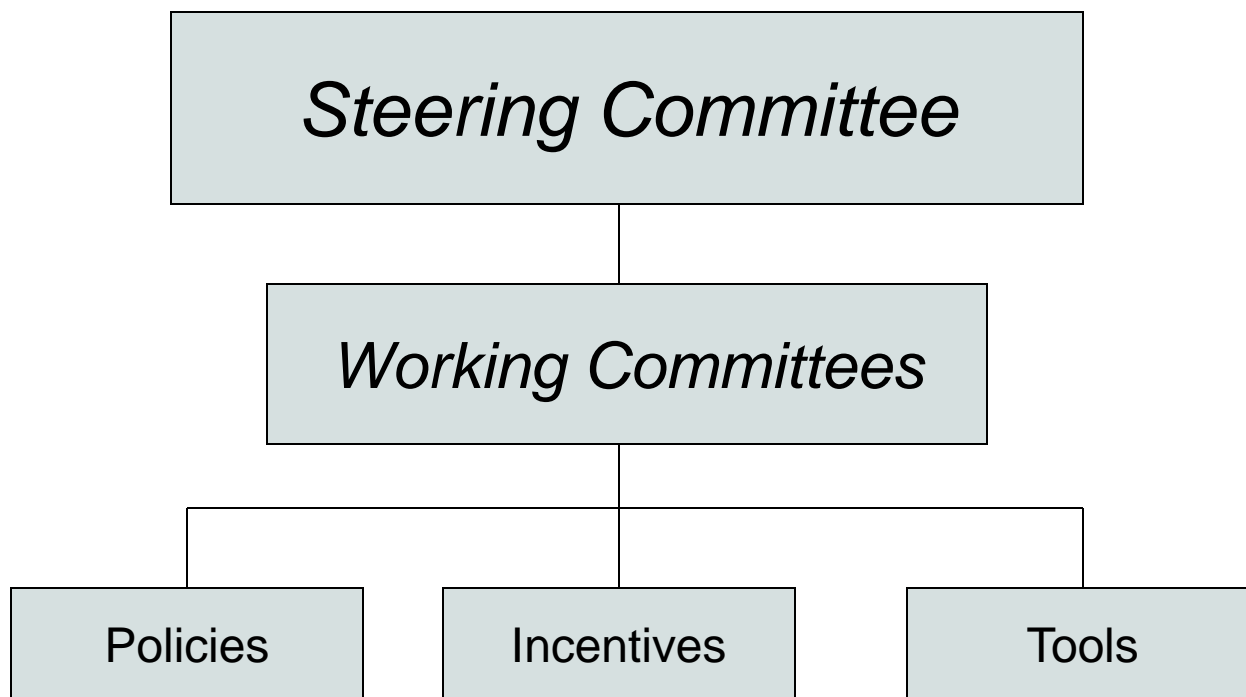 Steering Committee
Working Committees
Policies
Incentives
Tools